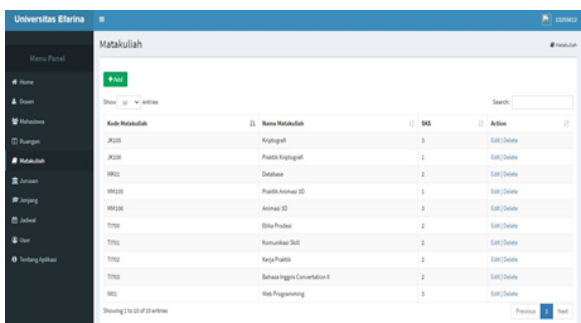 Universitas Efarina
Matakuliah
Matakuliah
Menu Panel
Home
Dosen
Mahasiswa
Ruangan
Matakuliah
Jurusan
Jenjang
Jadwal
User
Tentang Aplikasi
+Add
Show 10 entries
Search:
Kode Matakuliah Nama Matakuliah SKS Action
JK105 Kriptografi 3 Edit | Delete
JK106 Praktik Kriptografi 1 Edit | Delete
Database 2 Edit | Delete
MM105 Praktik Animasi 3D 1 Edit | Delete
MM106 Animasi 3D 3 Edit | Delete
TI700 Etika Profesi 2 Edit | Delete
TI701 Komunikasi Skill 2 Edit | Delete
TI702 Kerja Praktik 2 Edit | Delete
TI703 Bahasa Inggris Convertation II 2 Edit | Delete
W01 Web Programming 3 Edit | Delete
Showing 1 to 10 of 10 entries
Previous 1 Next